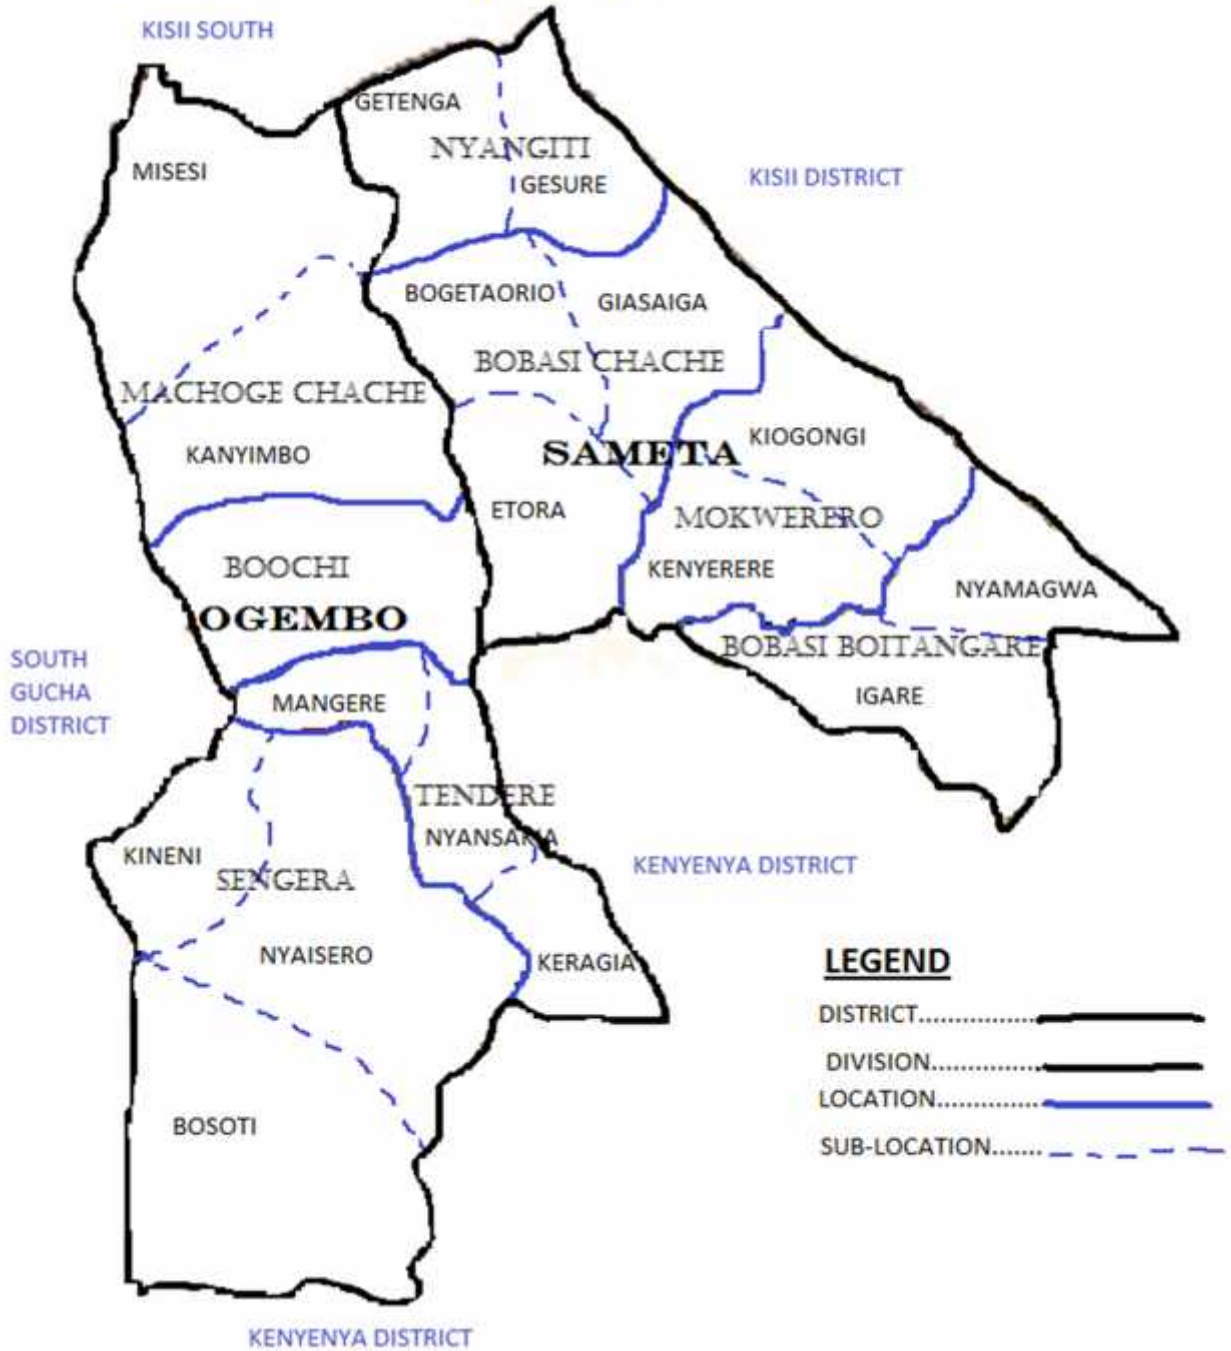 KISII SOUTH
GETENGA
NYANGITI
MISESI
GESURE
KISII DISTRICT
BOGETAORIO
GIASAIGA
BOBASI CHACHE
MACHOGE CHACHE
KIOGONGI
KANYIMBO
SAMETA
ETORA
MOKWERERO
BOOCHI
KENYERERE
NYAMAGWA
OGEMBO
BOBASI BOITANGARE
SOUTH
GUCHA
DISTRICT
MANGERE
IGARE
TENDERE
NYANSAKIA
KINENI
KENYENYA DISTRICT
SENGERA
NYAISERO
KERAGIA
LEGEND
DISTRICT................
DIVISION..............
LOCATION...............
BOSOTI
SUB-LOCATION.......
KENYENYA DISTRICT